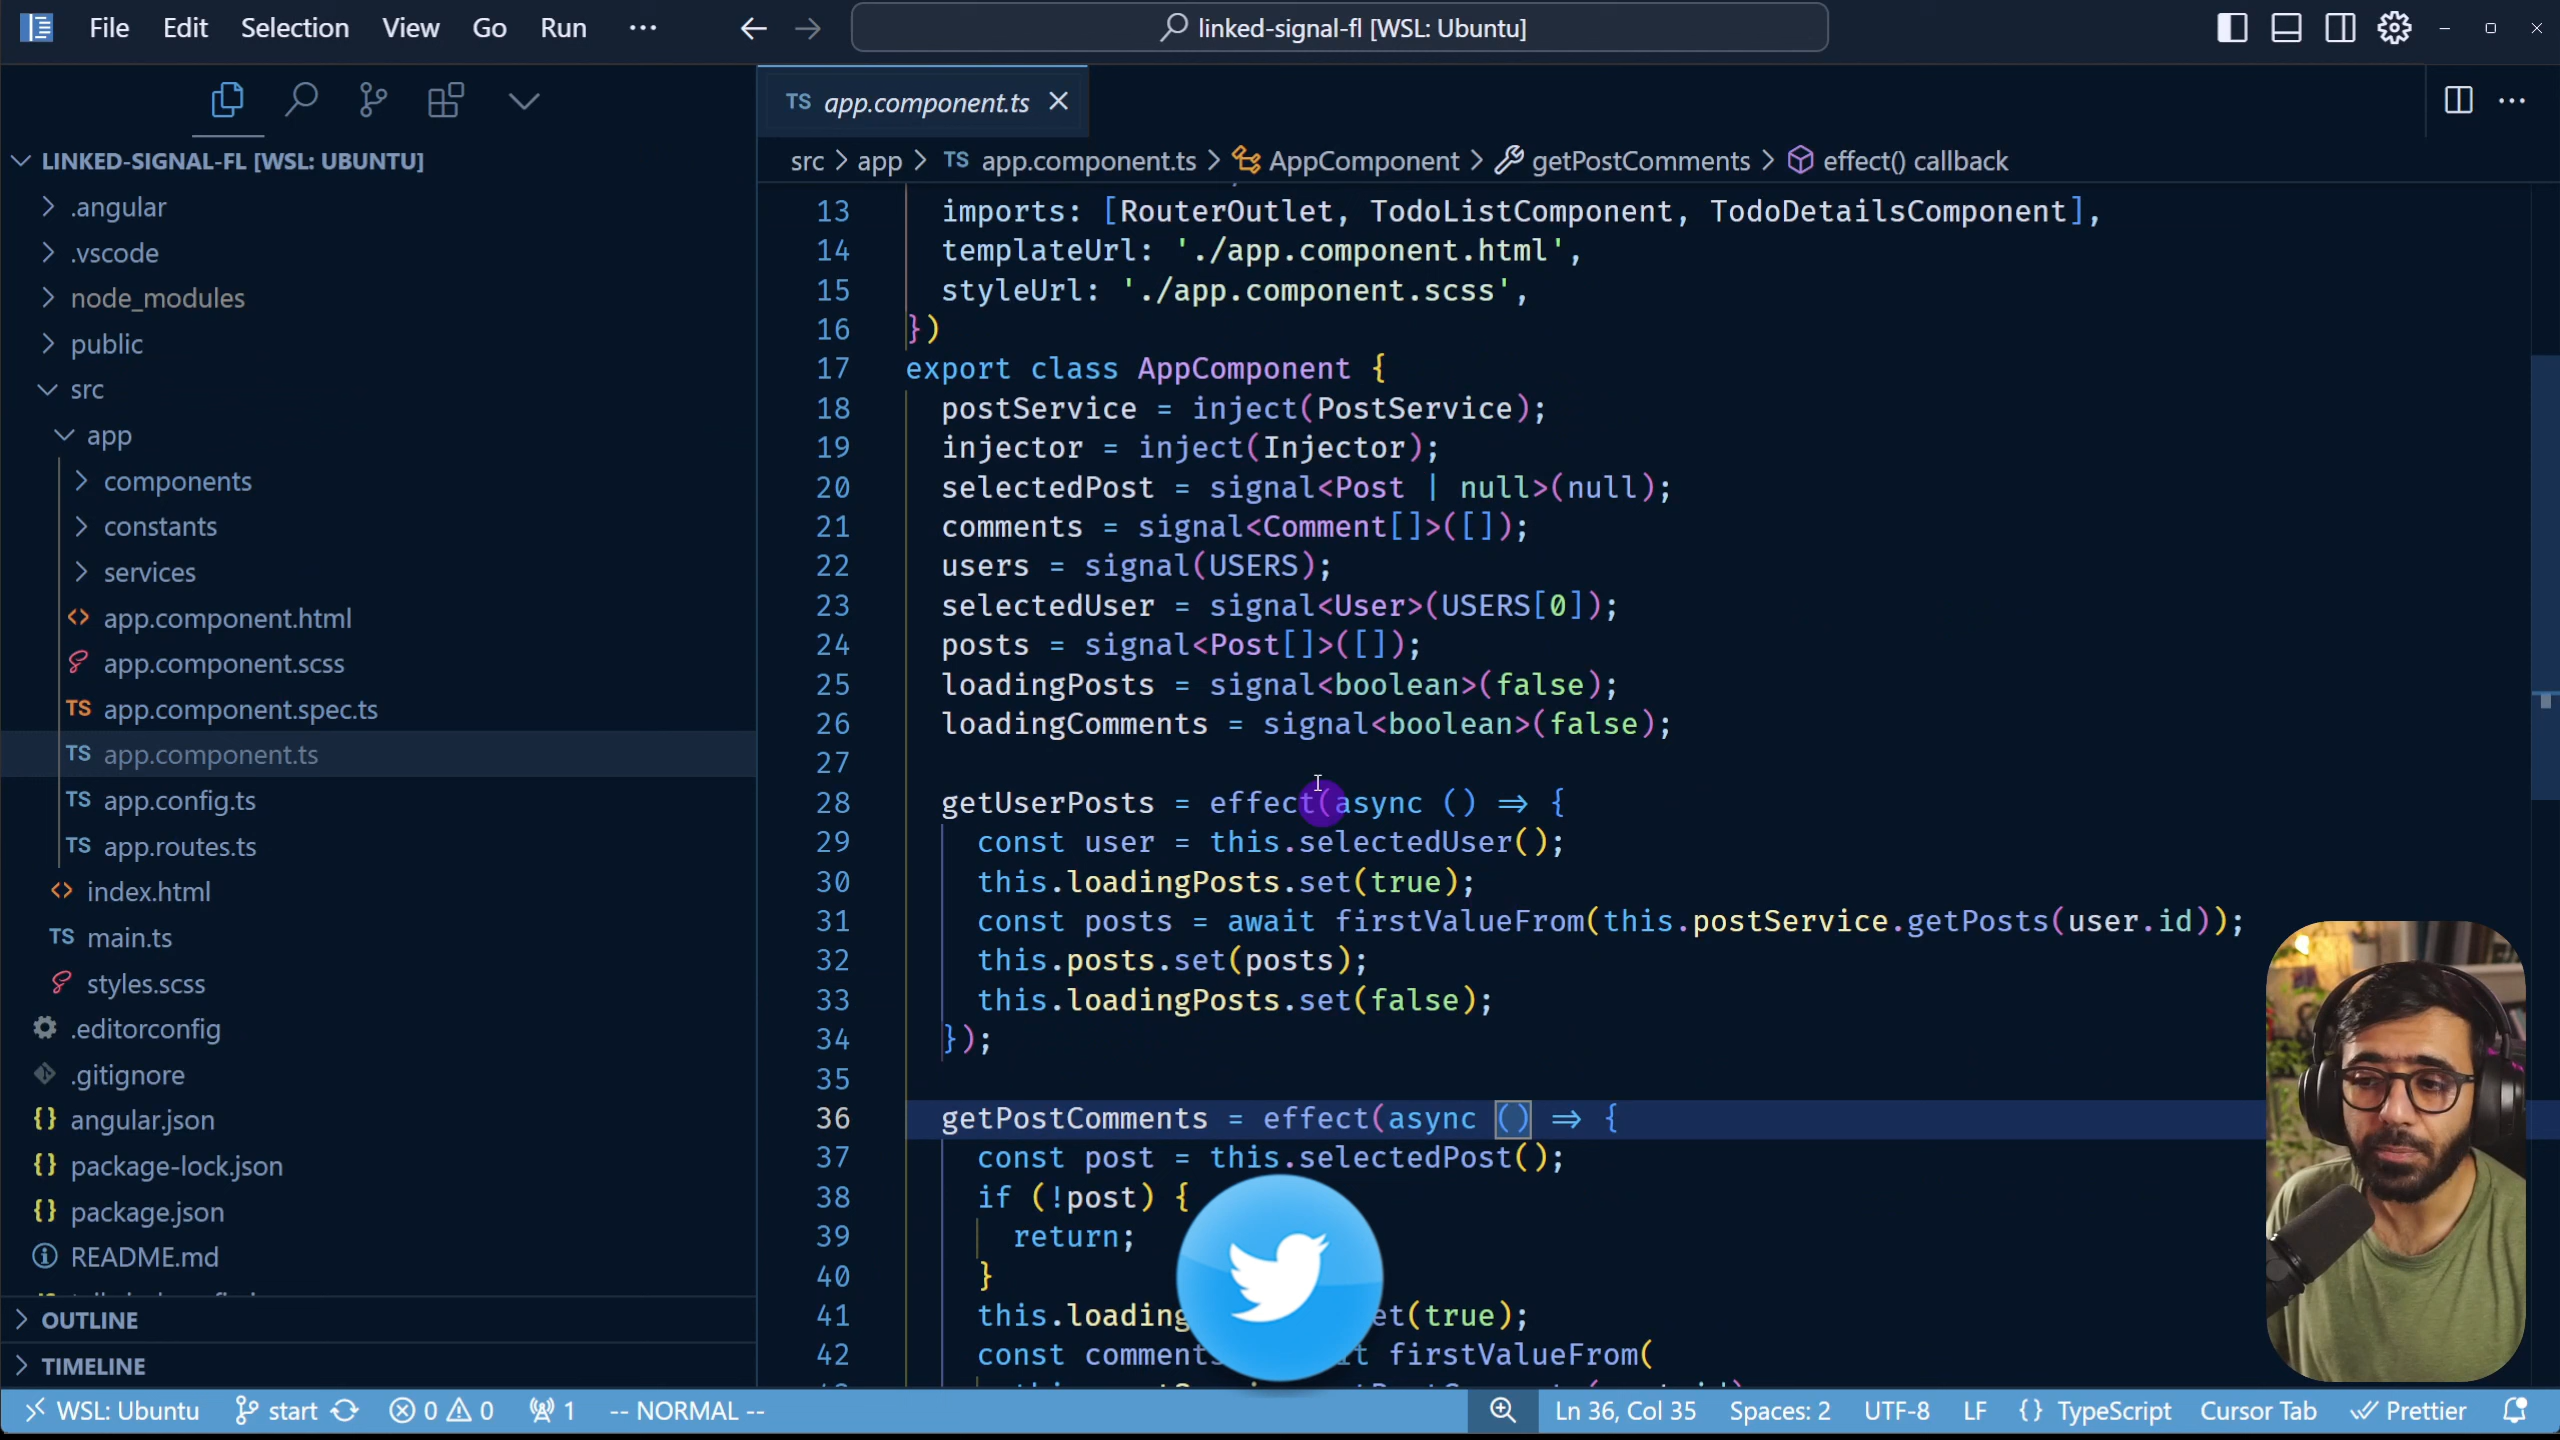 File Edit Selection View Go Run ··· linked-signal-fl [WSL: Ubuntu]
LINKED-SIGNAL-FL [WSL: UBUNTU]
.angular
.vscode
node_modules
public
src
app
components
constants
services
<> app.component.html
app.component.scss
TS app.component.spec.ts
TS app.component.ts
TS app.config.ts
TS app.routes.ts
<> index.html
TS main.ts
styles.scss
.editorconfig
.gitignore
{} angular.json
{} package-lock.json
{} package.json
README.md
OUTLINE
TIMELINE
TS app.component.ts
src > app > TS app.component.ts > AppComponent > getPostComments > effect() callback
13 imports: [RouterOutlet, TodoListComponent, TodoDetailsComponent],
14 templateUrl: './app.component.html',
15 styleUrl: './app.component.scss',
16 })
17 export class AppComponent {
18 postService = inject(PostService);
19 injector = inject(Injector);
20 selectedPost = signal<Post | null>(null);
21 comments = signal<Comment[]>([]);
22 users = signal(USERS);
23 selectedUser = signal<User>(USERS[0]);
24 posts = signal<Post[]>([]);
25 loadingPosts = signal<boolean>(false);
26 loadingComments = signal<boolean>(false);
27
28 getUserPosts = effect(async () => {
29 const user = this.selectedUser();
30 this.loadingPosts.set(true);
31 const posts = await firstValueFrom(this.postService.getPosts(user.id));
32 this.posts.set(posts);
33 this.loadingPosts.set(false);
34 });
35
36 getPostComments = effect(async () => {
37 const post = this.selectedPost();
38 if (!post) {
39 return;
40 }
41 this.loading et(true);
42 const comment t firstValueFrom(
WSL: Ubuntu start 0 0 1 -- NORMAL -- Ln 36, Col 35 Spaces: 2 UTF-8 LF {} TypeScript Cursor Tab Prettier